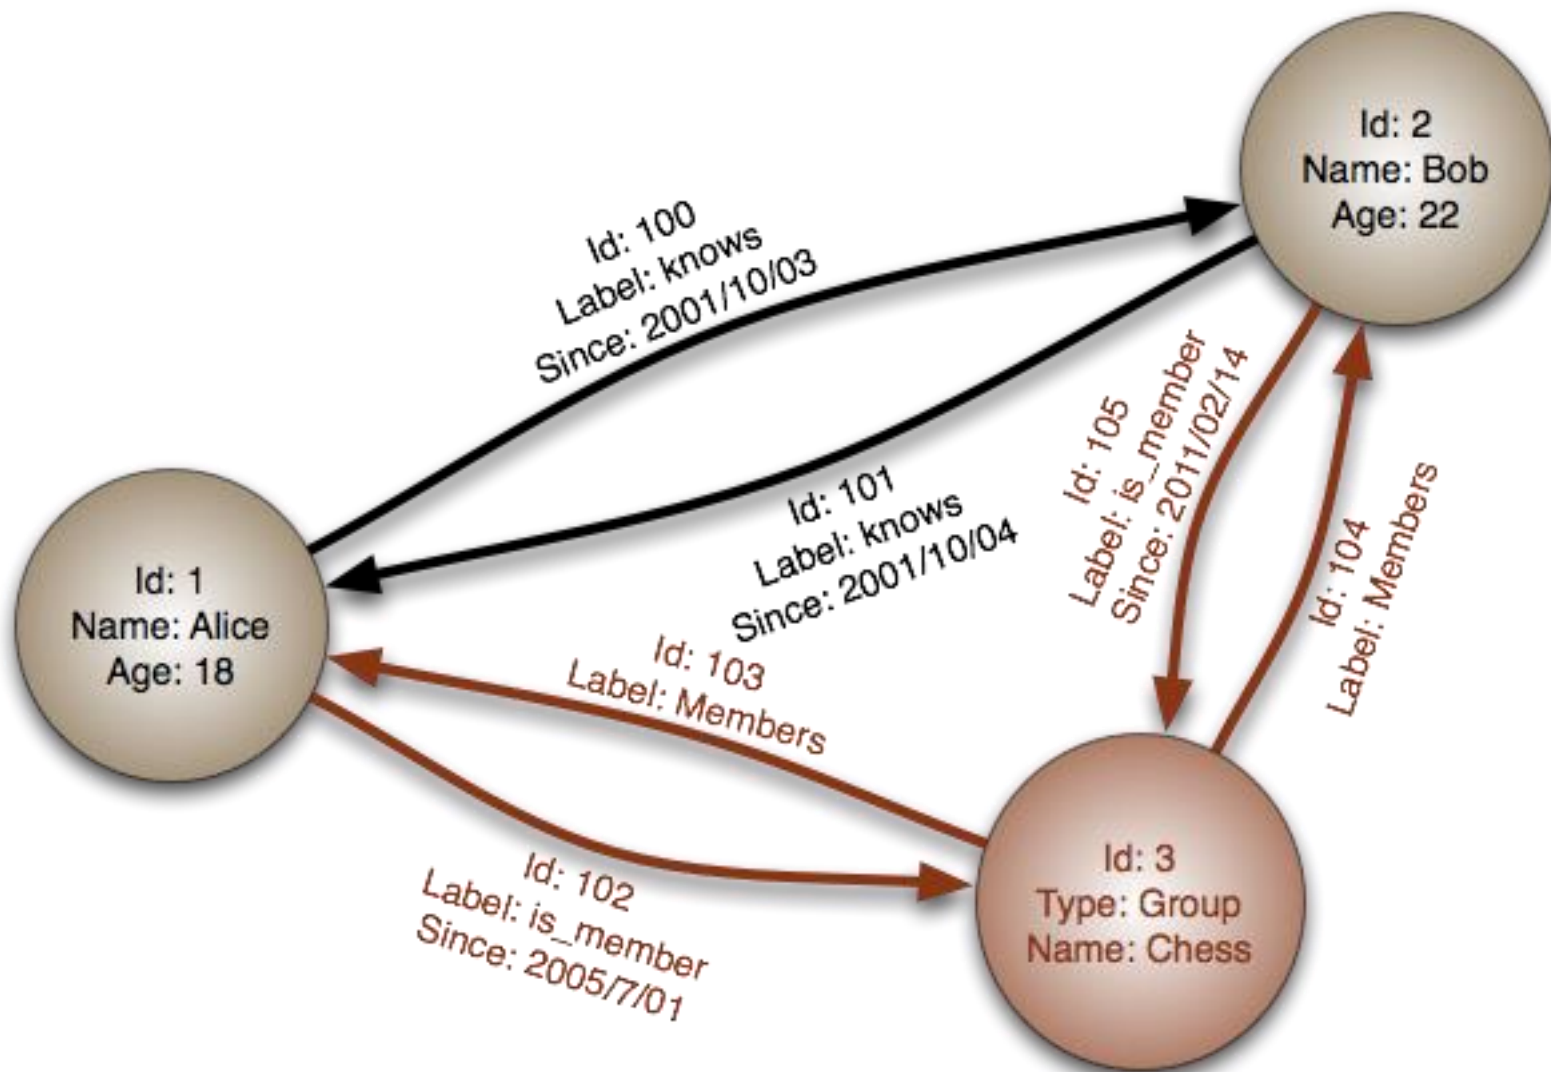 Id: 2
Name: Bob
Age: 22
Id: 100
Label: knows
Since: 2001/10/03
Id: 101
Label: knows
Since: 2001/10/04
Id: 105
Label: is_member
Since: 2011/02/14
Id: 104
Label: Members
Id: 1
Name: Alice
Age: 18
Id: 103
Label: Members
Id: 102
Label: is_member
Since: 2005/7/01
Id: 3
Type: Group
Name: Chess